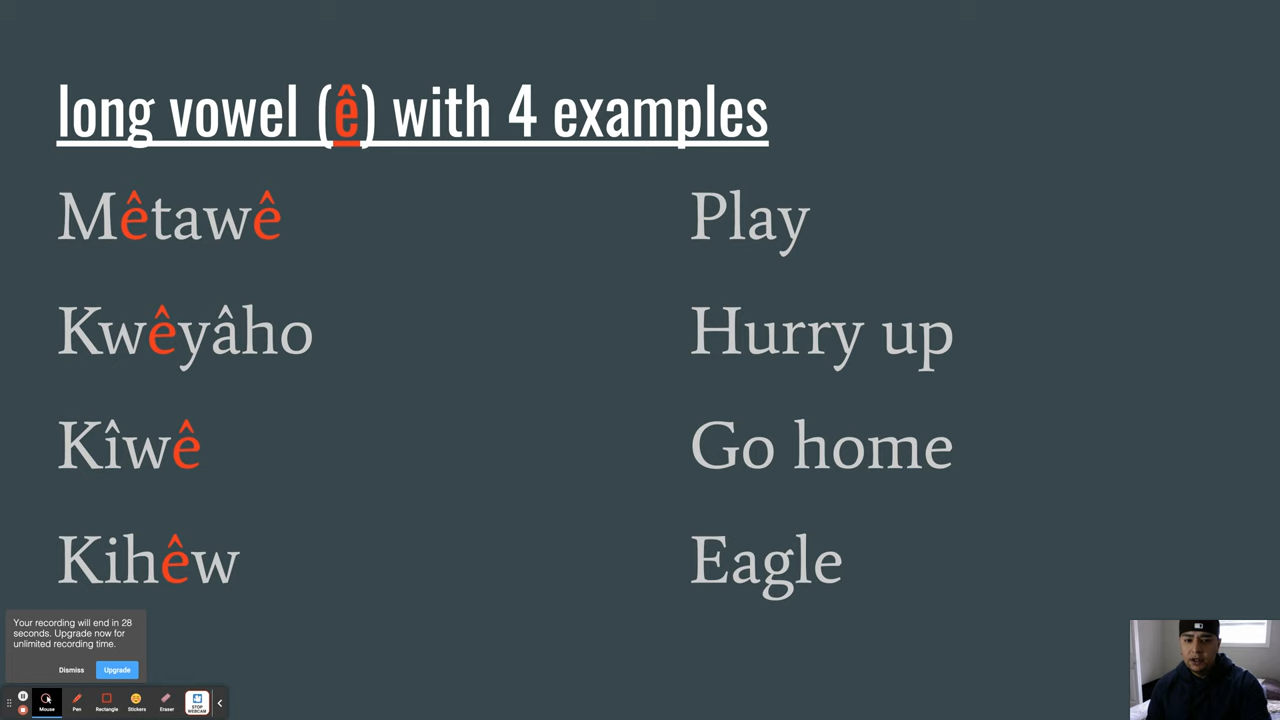 long vowel (ê) with 4 examples
Mêtawê Play
Kwêyâho Hurry up
Kîwê Go home
Kihêw Eagle
Your recording will end in 28
seconds. Upgrade now for
unlimited recording time.
Dismiss Upgrade
Mouse Pen Rectangle Stickers Eraser STOP WEBCAM